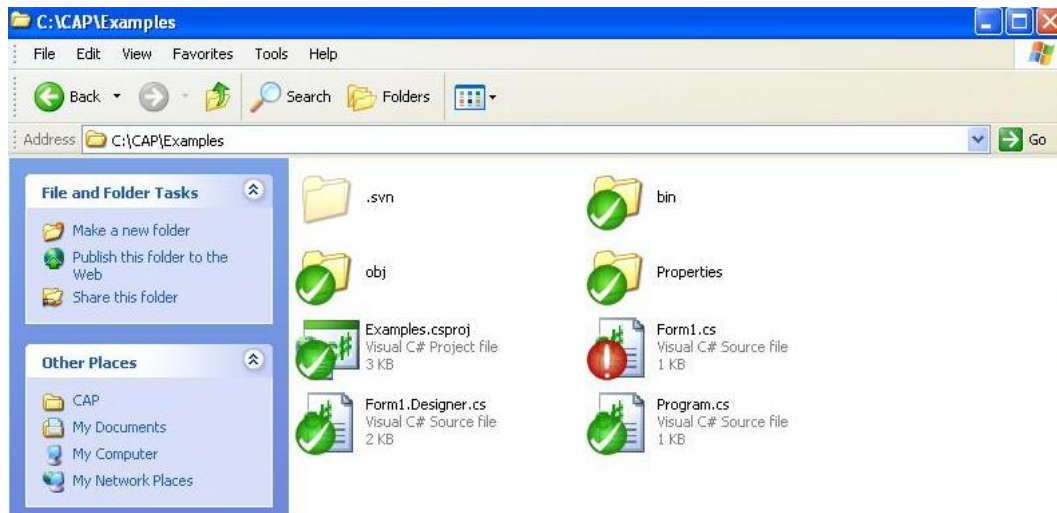 C:\CAP\Examples
File Edit View Favorites Tools Help
Back Search Folders
Address C:\CAP\Examples Go
File and Folder Tasks
Make a new folder
Publish this folder to the
Web
Share this folder
Other Places
CAP
My Documents
My Computer
My Network Places
.svn
bin
obj
Properties
Examples.csproj
Visual C# Project file
3 KB
Form1.cs
Visual C# Source file
1 KB
Form1.Designer.cs
Visual C# Source file
2 KB
Program.cs
Visual C# Source file
1 KB